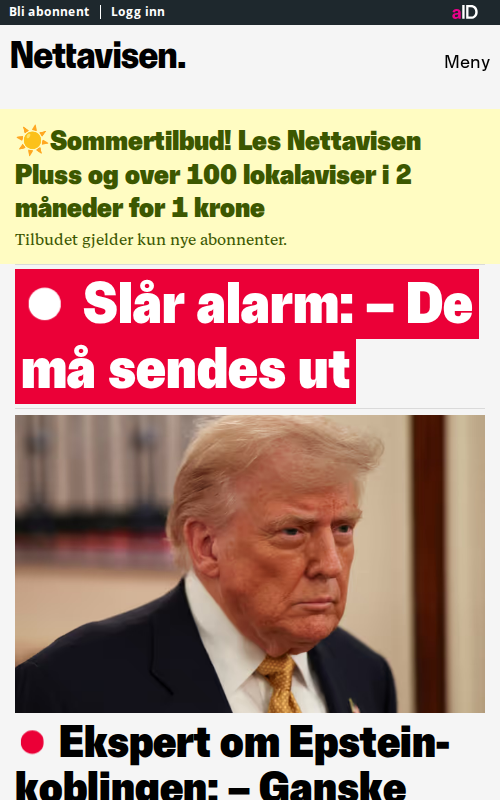 Bli abonnent | Logg inn aID
Nettavisen.
Meny
☀️Sommertilbud! Les Nettavisen
Pluss og over 100 lokalaviser i 2
måneder for 1 krone
Tilbudet gjelder kun nye abonnenter.
Slår alarm: – De
må sendes ut
Ekspert om Epstein-
koblingen: – Ganske